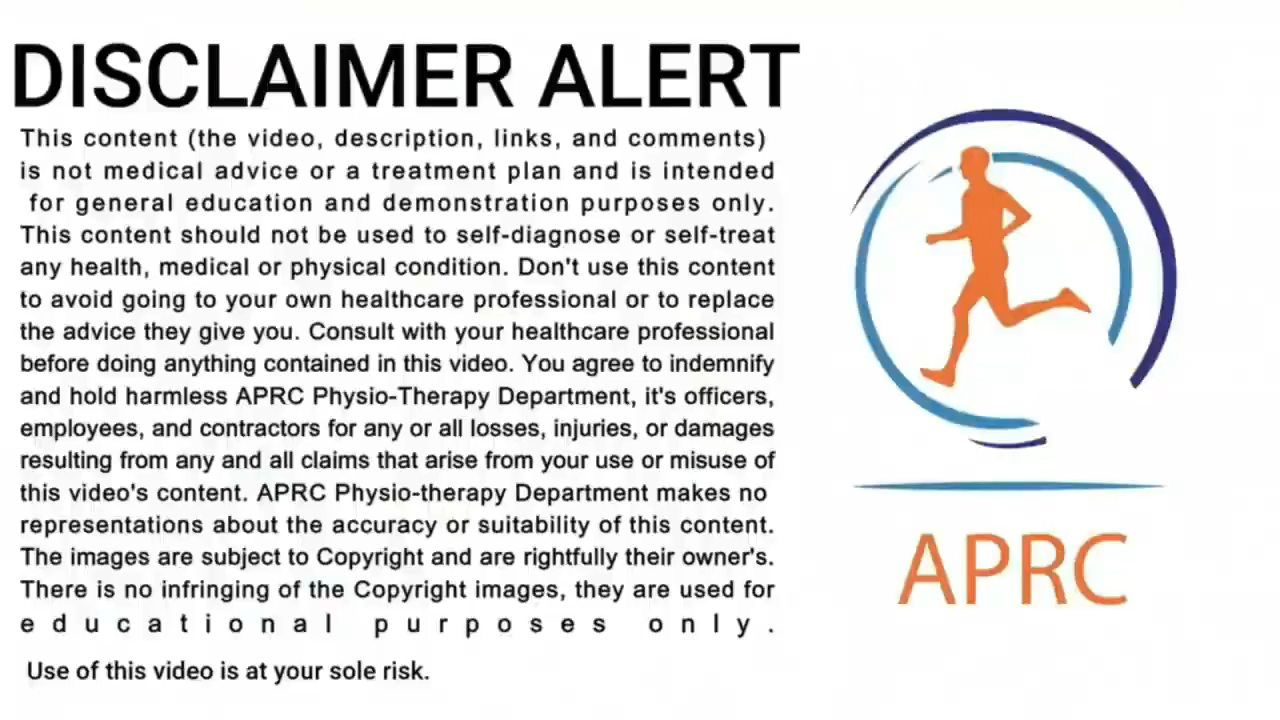 DISCLAIMER ALERT
This content (the video, description, links, and comments)
is not medical advice or a treatment plan and is intended
for general education and demonstration purposes only.
This content should not be used to self-diagnose or self-treat
any health, medical or physical condition. Don't use this content
to avoid going to your own healthcare professional or to replace
the advice they give you. Consult with your healthcare professional
before doing anything contained in this video. You agree to indemnify
and hold harmless APRC Physio-Therapy Department, it's officers,
employees, and contractors for any or all losses, injuries, or damages
resulting from any and all claims that arise from your use or misuse of
this video's content. APRC Physio-therapy Department makes no
representations about the accuracy or suitability of this content.
The images are subject to Copyright and are rightfully their owner's.
There is no infringing of the Copyright images, they are used for
educational purposes only.
Use of this video is at your sole risk.
APRC